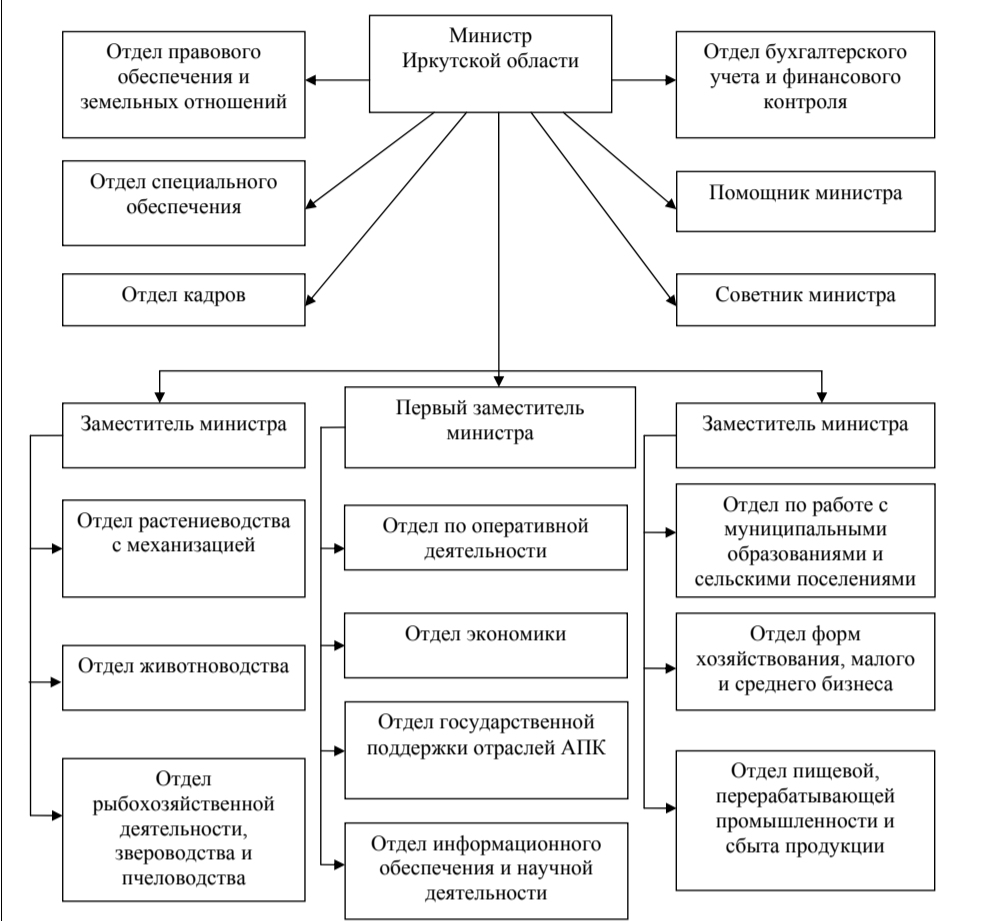 Министр
Иркутской области
Отдел правового
обеспечения и
земельных отношений
Отдел бухгалтерского
учета и финансового
контроля
Отдел специального
обеспечения
Помощник министра
Отдел кадров
Советник министра
Заместитель министра
Первый заместитель
министра
Заместитель министра
Отдел растениеводства
с механизацией
Отдел животноводства
Отдел
рыбохозяйственной
деятельности,
звероводства и
пчеловодства
Отдел по оперативной
деятельности
Отдел экономики
Отдел государственной
поддержки отраслей АПК
Отдел информационного
обеспечения и научной
деятельности
Отдел по работе с
муниципальными
образованиями и
сельскими поселениями
Отдел форм
хозяйствования, малого
и среднего бизнеса
Отдел пищевой,
перерабатывающей
промышленности и
сбыта продукции